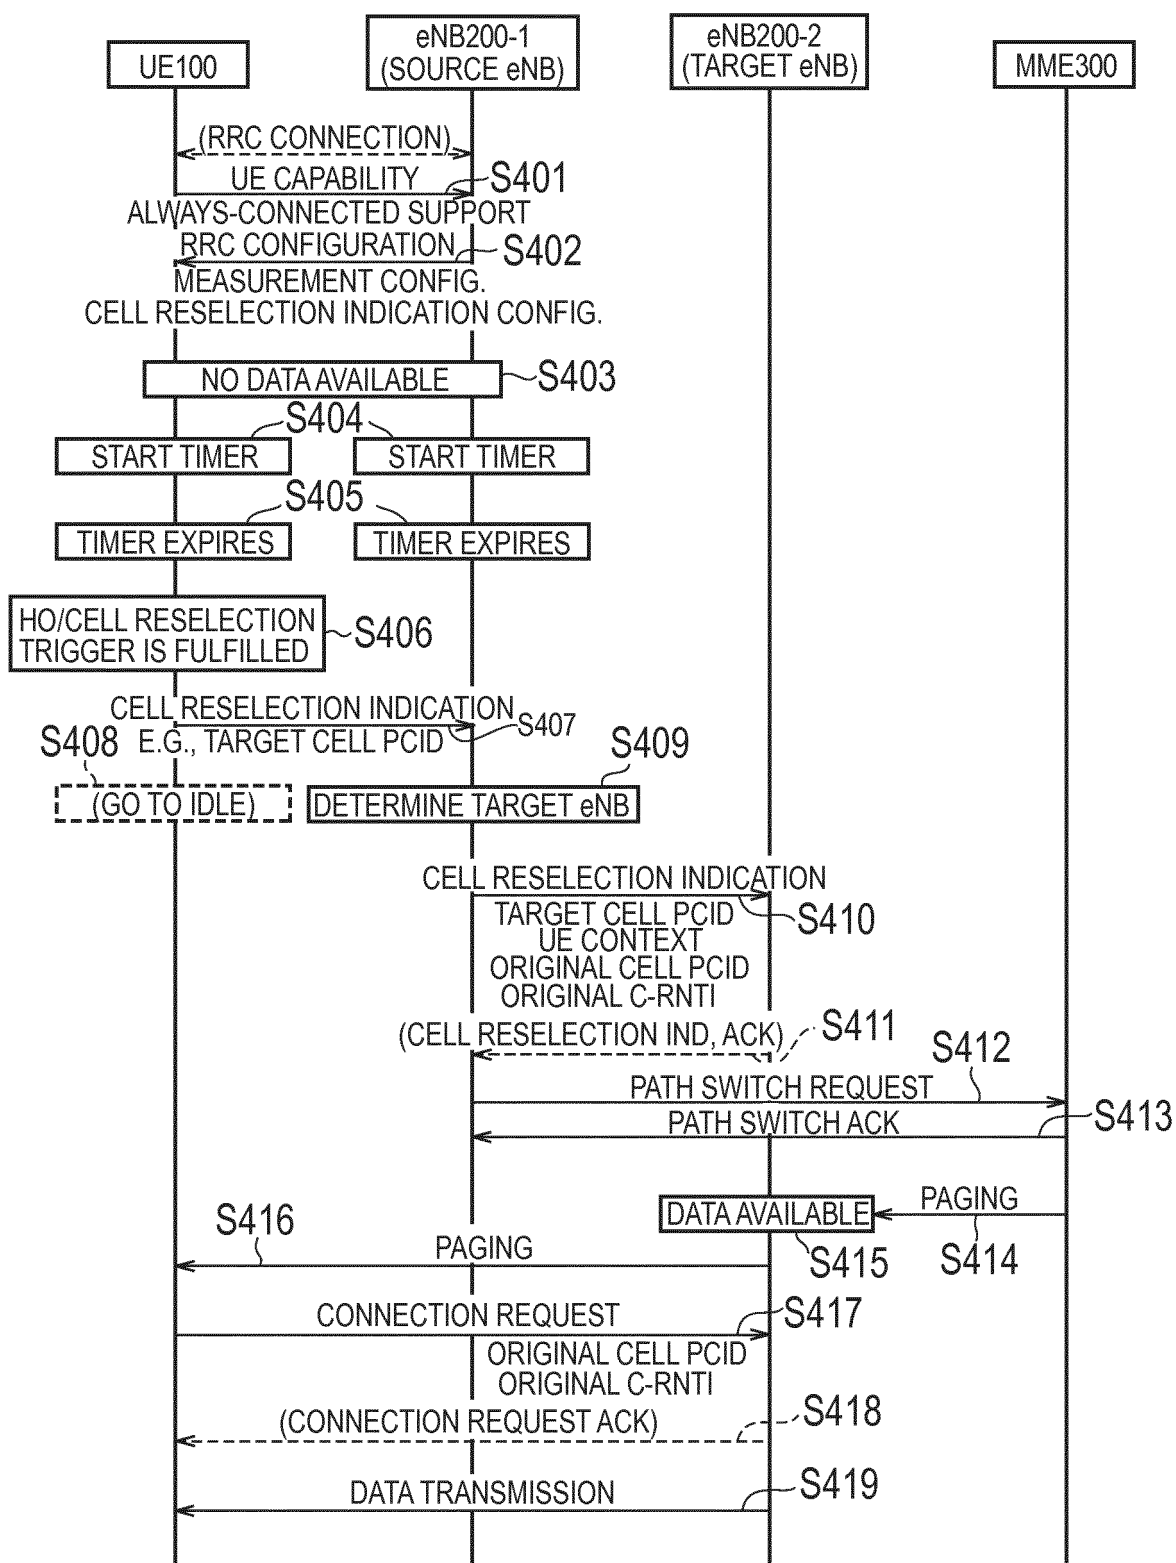 UE100
eNB200-1
(SOURCE eNB)
eNB200-2
(TARGET eNB)
MME300
(RRC CONNECTION)
UE CAPABILITY
S401
ALWAYS-CONNECTED SUPPORT
RRC CONFIGURATION
S402
MEASUREMENT CONFIG.
CELL RESELECTION INDICATION CONFIG.
NO DATA AVAILABLE
S403
S404
START TIMER
START TIMER
S405
TIMER EXPIRES
TIMER EXPIRES
HO/CELL RESELECTION
TRIGGER IS FULFILLED
S406
CELL RESELECTION INDICATION
S407
E.G., TARGET CELL PCID
S408
S409
(GO TO IDLE)
DETERMINE TARGET eNB
CELL RESELECTION INDICATION
S410
TARGET CELL PCID
UE CONTEXT
ORIGINAL CELL PCID
ORIGINAL C-RNTI
S411
(CELL RESELECTION IND, ACK)
S412
PATH SWITCH REQUEST
S413
PATH SWITCH ACK
PAGING
DATA AVAILABLE
S414
S415
S416
PAGING
CONNECTION REQUEST
S417
ORIGINAL CELL PCID
ORIGINAL C-RNTI
S418
(CONNECTION REQUEST ACK)
S419
DATA TRANSMISSION